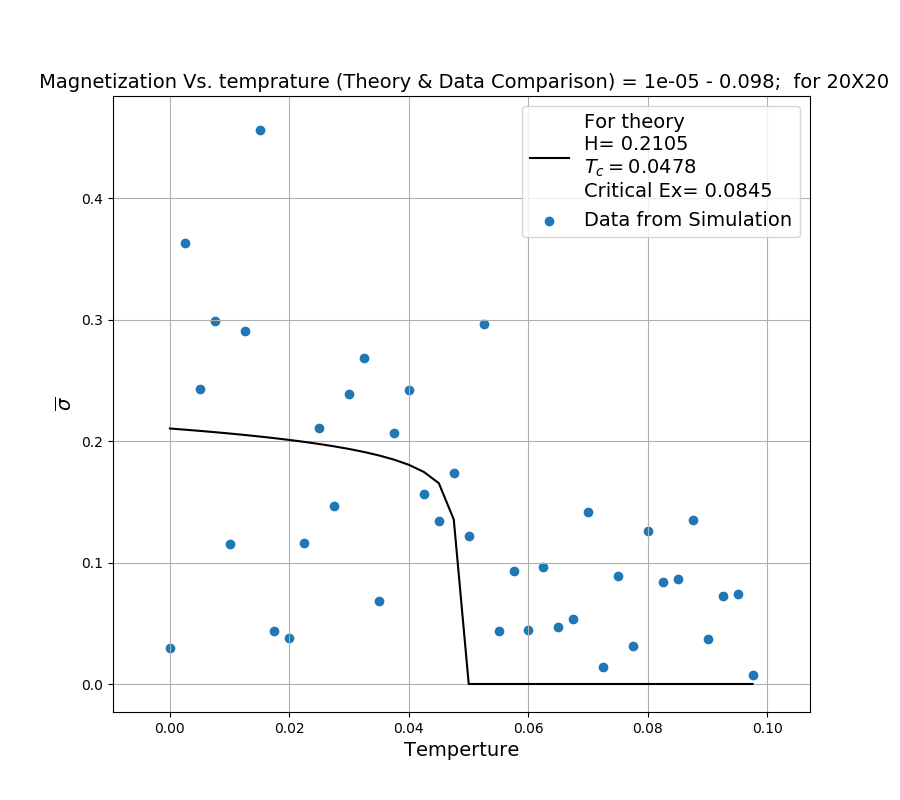 Magnetization Vs. temprature (Theory & Data Comparison) = 1e-05 - 0.098;  for 20X20
For theory
H= 0.2105
$T_c = 0.0478$
Critical Ex= 0.0845
Data from Simulation
0.4
0.3
0.2
0.1
0.0
σ̅
0.00 0.02 0.04 0.06 0.08 0.10
Temperture